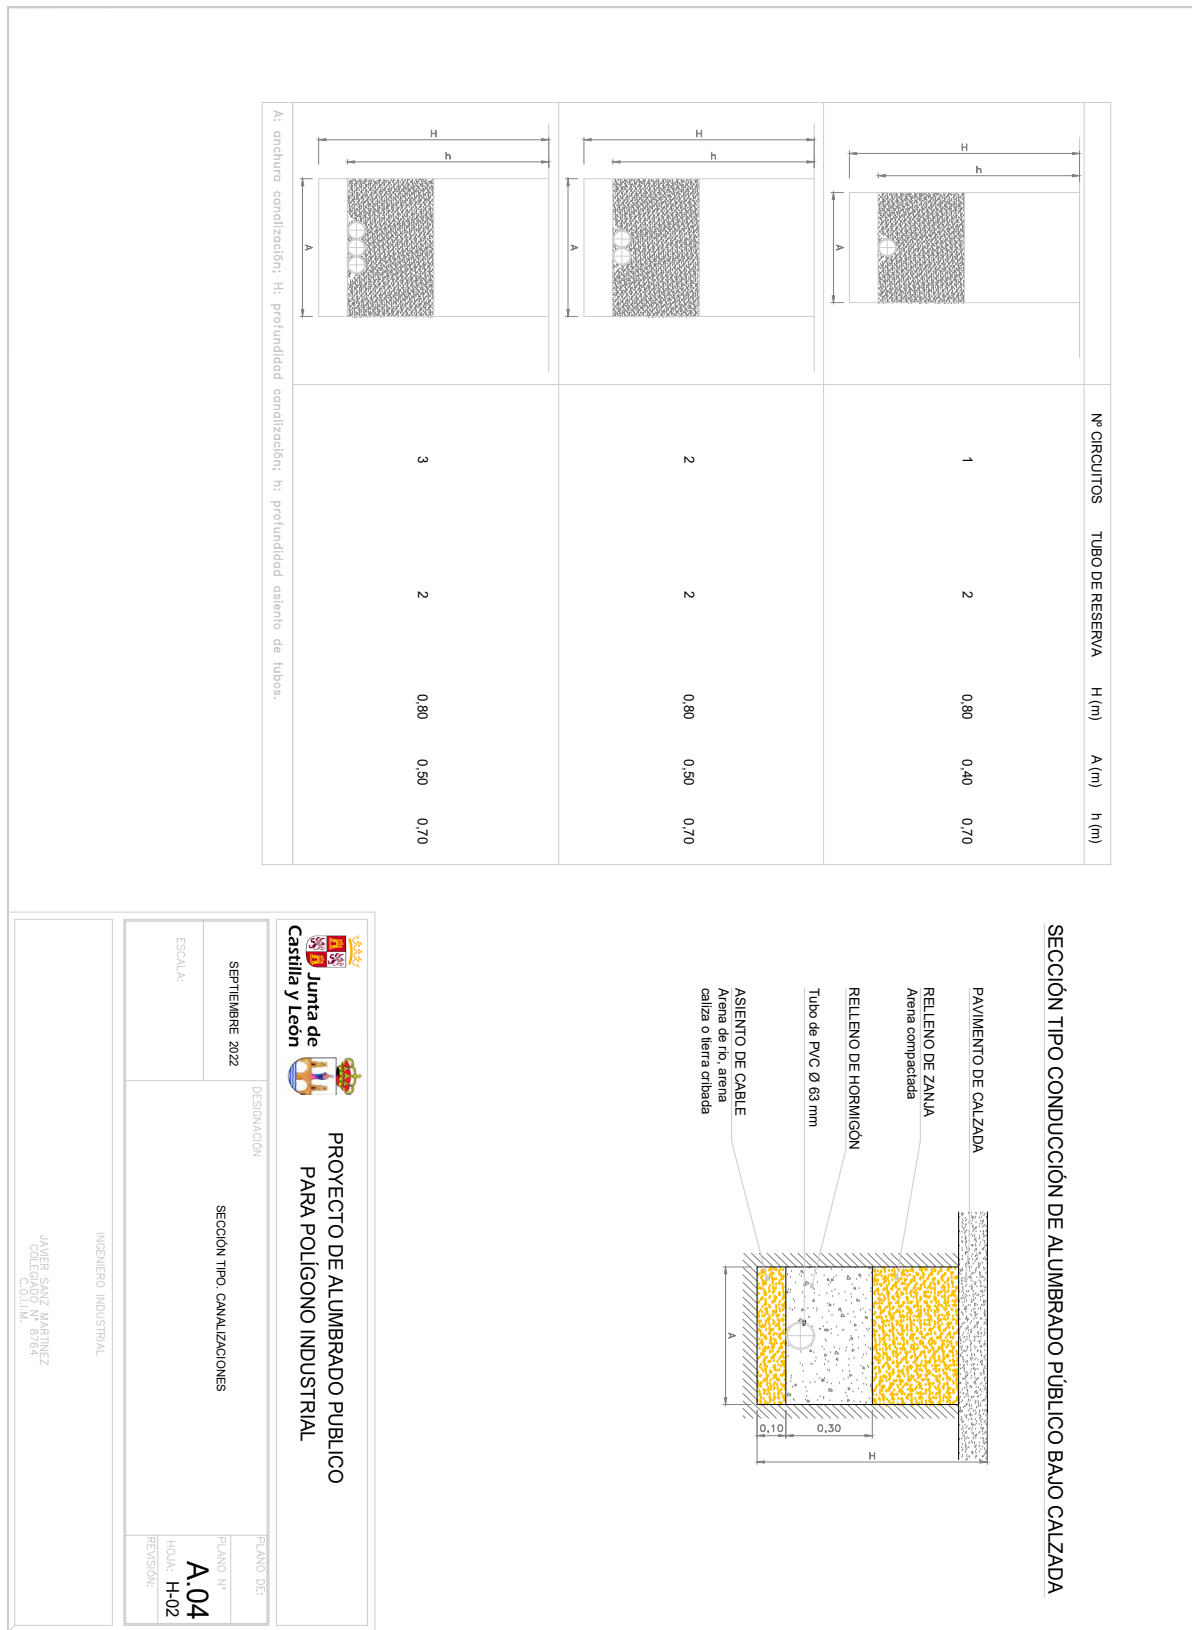 SECCIÓN TIPO CONDUCCIÓN DE ALUMBRADO PÚBLICO BAJO CALZADA
Nº CIRCUITOS TUBO DE RESERVA H (m) A (m) h (m)
H
h
A
1 2 0,80 0,40 0,70
H
h
A
2 2 0,80 0,50 0,70
H
h
A
3 2 0,80 0,50 0,70
A: anchura canalización; H: profundidad canalización; h: profundidad asiento de tubos.
PAVIMENTO DE CALZADA
RELLENO DE ZANJA
Arena compactada
RELLENO DE HORMIGÓN
Tubo de PVC Ø 63 mm
ASIENTO DE CABLE
Arena de río, arena
caliza o tierra cribada
A
0,10
0,30
H
Junta de
Castilla y León
PROYECTO DE ALUMBRADO PUBLICO
PARA POLÍGONO INDUSTRIAL
SEPTIEMBRE 2022
ESCALA:
DESIGNACIÓN
SECCIÓN TIPO. CANALIZACIONES
PLANO DE:
PLANO Nº
A.04
HOJA: H-02
REVISIÓN:
INGENIERO INDUSTRIAL
JAVIER SANZ MARTINEZ
COLEGIADO Nº 8764
C.O.I.I.M.